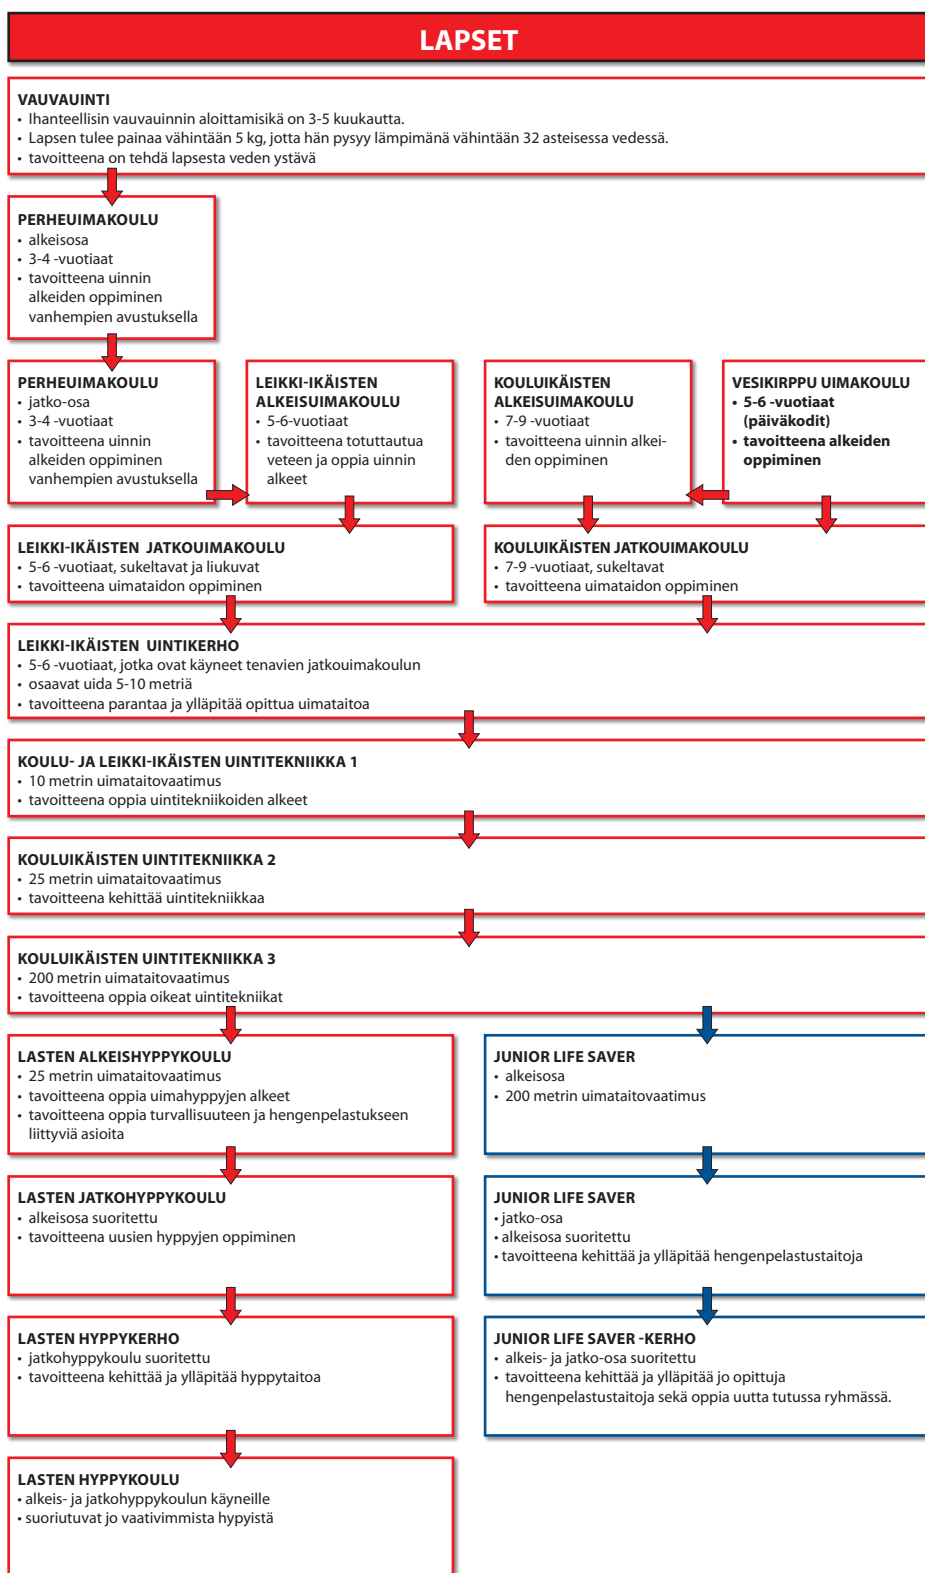 LAPSET
VAUVAUINTI
• Ihanteellisin vauvauinnin aloittamisikä on 3-5 kuukautta.
• Lapsen tulee painaa vähintään 5 kg, jotta hän pysyy lämpimänä vähintään 32 asteisessa vedessä.
• tavoitteena on tehdä lapsesta veden ystävä
PERHEUIMAKOULU
• alkeisosa
• 3-4 -vuotiaat
• tavoitteena uinnin
alkeiden oppiminen
vanhempien avustuksella
PERHEUIMAKOULU
• jatko-osa
• 3-4 -vuotiaat
• tavoitteena uinnin
alkeiden oppiminen
vanhempien avustuksella
LEIKKI-IKÄISTEN
ALKEISUIMAKOULU
• 5-6-vuotiaat
• tavoitteena totuttautua
veteen ja oppia uinnin
alkeet
KOULUIKÄISTEN
ALKEISUIMAKOULU
• 7-9 -vuotiaat
• tavoitteena uinnin alkei-
den oppiminen
VESIKIRPPU UIMAKOULU
• 5-6 -vuotiaat
(päiväkodit)
• tavoitteena alkeiden
oppiminen
LEIKKI-IKÄISTEN JATKOUIMAKOULU
• 5-6 -vuotiaat, sukeltavat ja liukuvat
• tavoitteena uimataidon oppiminen
KOULUIKÄISTEN JATKOUIMAKOULU
• 7-9 -vuotiaat, sukeltavat
• tavoitteena uimataidon oppiminen
LEIKKI-IKÄISTEN UINTIKERHO
• 5-6 -vuotiaat, jotka ovat käyneet tenavien jatkouimakoulun
• osaavat uida 5-10 metriä
• tavoitteena parantaa ja ylläpitää opittua uimataitoa
KOULU- JA LEIKKI-IKÄISTEN UINTITEKNIIKKA 1
• 10 metrin uimataitovaatimus
• tavoitteena oppia uintitekniikoiden alkeet
KOULUIKÄISTEN UINTITEKNIIKKA 2
• 25 metrin uimataitovaatimus
• tavoitteena kehittää uintitekniikkaa
KOULUIKÄISTEN UINTITEKNIIKKA 3
• 200 metrin uimataitovaatimus
• tavoitteena oppia oikeat uintitekniikat
LASTEN ALKEISHYPPYKOULU
• 25 metrin uimataitovaatimus
• tavoitteena oppia uimahyppyjen alkeet
• tavoitteena oppia turvallisuuteen ja hengenpelastukseen
liittyviä asioita
JUNIOR LIFE SAVER
• alkeisosa
• 200 metrin uimataitovaatimus
LASTEN JATKOHYPPYKOULU
• alkeisosa suoritettu
• tavoitteena uusien hyppyjen oppiminen
JUNIOR LIFE SAVER
• jatko-osa
• alkeisosa suoritettu
• tavoitteena kehittää ja ylläpitää hengenpelastustaitoja
LASTEN HYPPYKERHO
• jatkohyppykoulu suoritettu
• tavoitteena kehittää ja ylläpitää hyppytaitoa
JUNIOR LIFE SAVER -KERHO
• alkeis- ja jatko-osa suoritettu
• tavoitteena kehittää ja ylläpitää jo opittuja
hengenpelastustaitoja sekä oppia uutta tutussa ryhmässä.
LASTEN HYPPYKOULU
• alkeis- ja jatkohyppykoulun käyneille
• suoriutuvat jo vaativimmista hypyistä